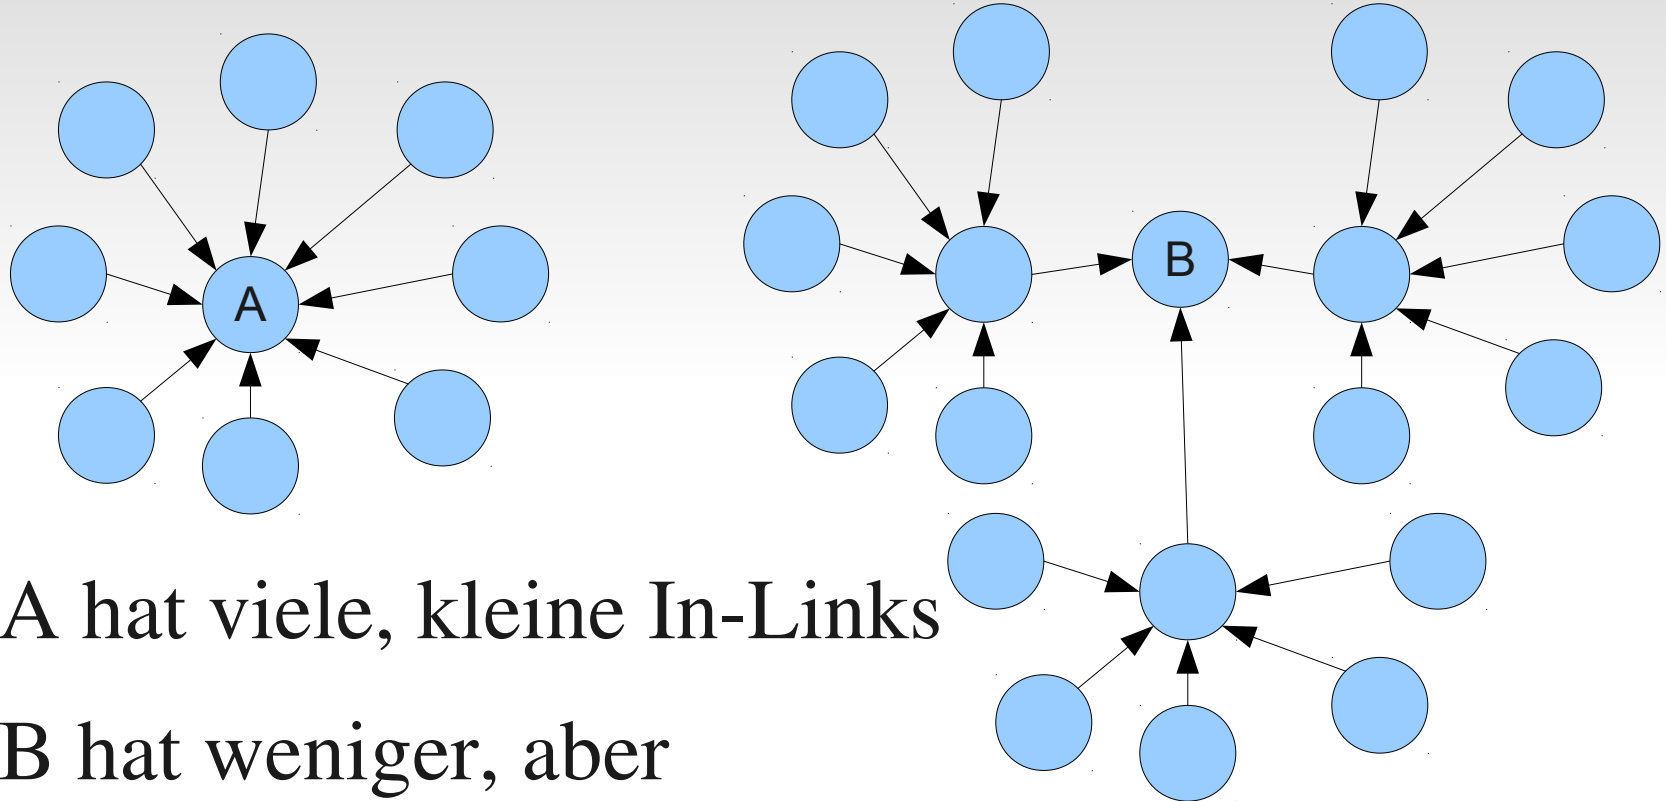 A
B
A hat viele, kleine In-Links
B hat weniger, aber